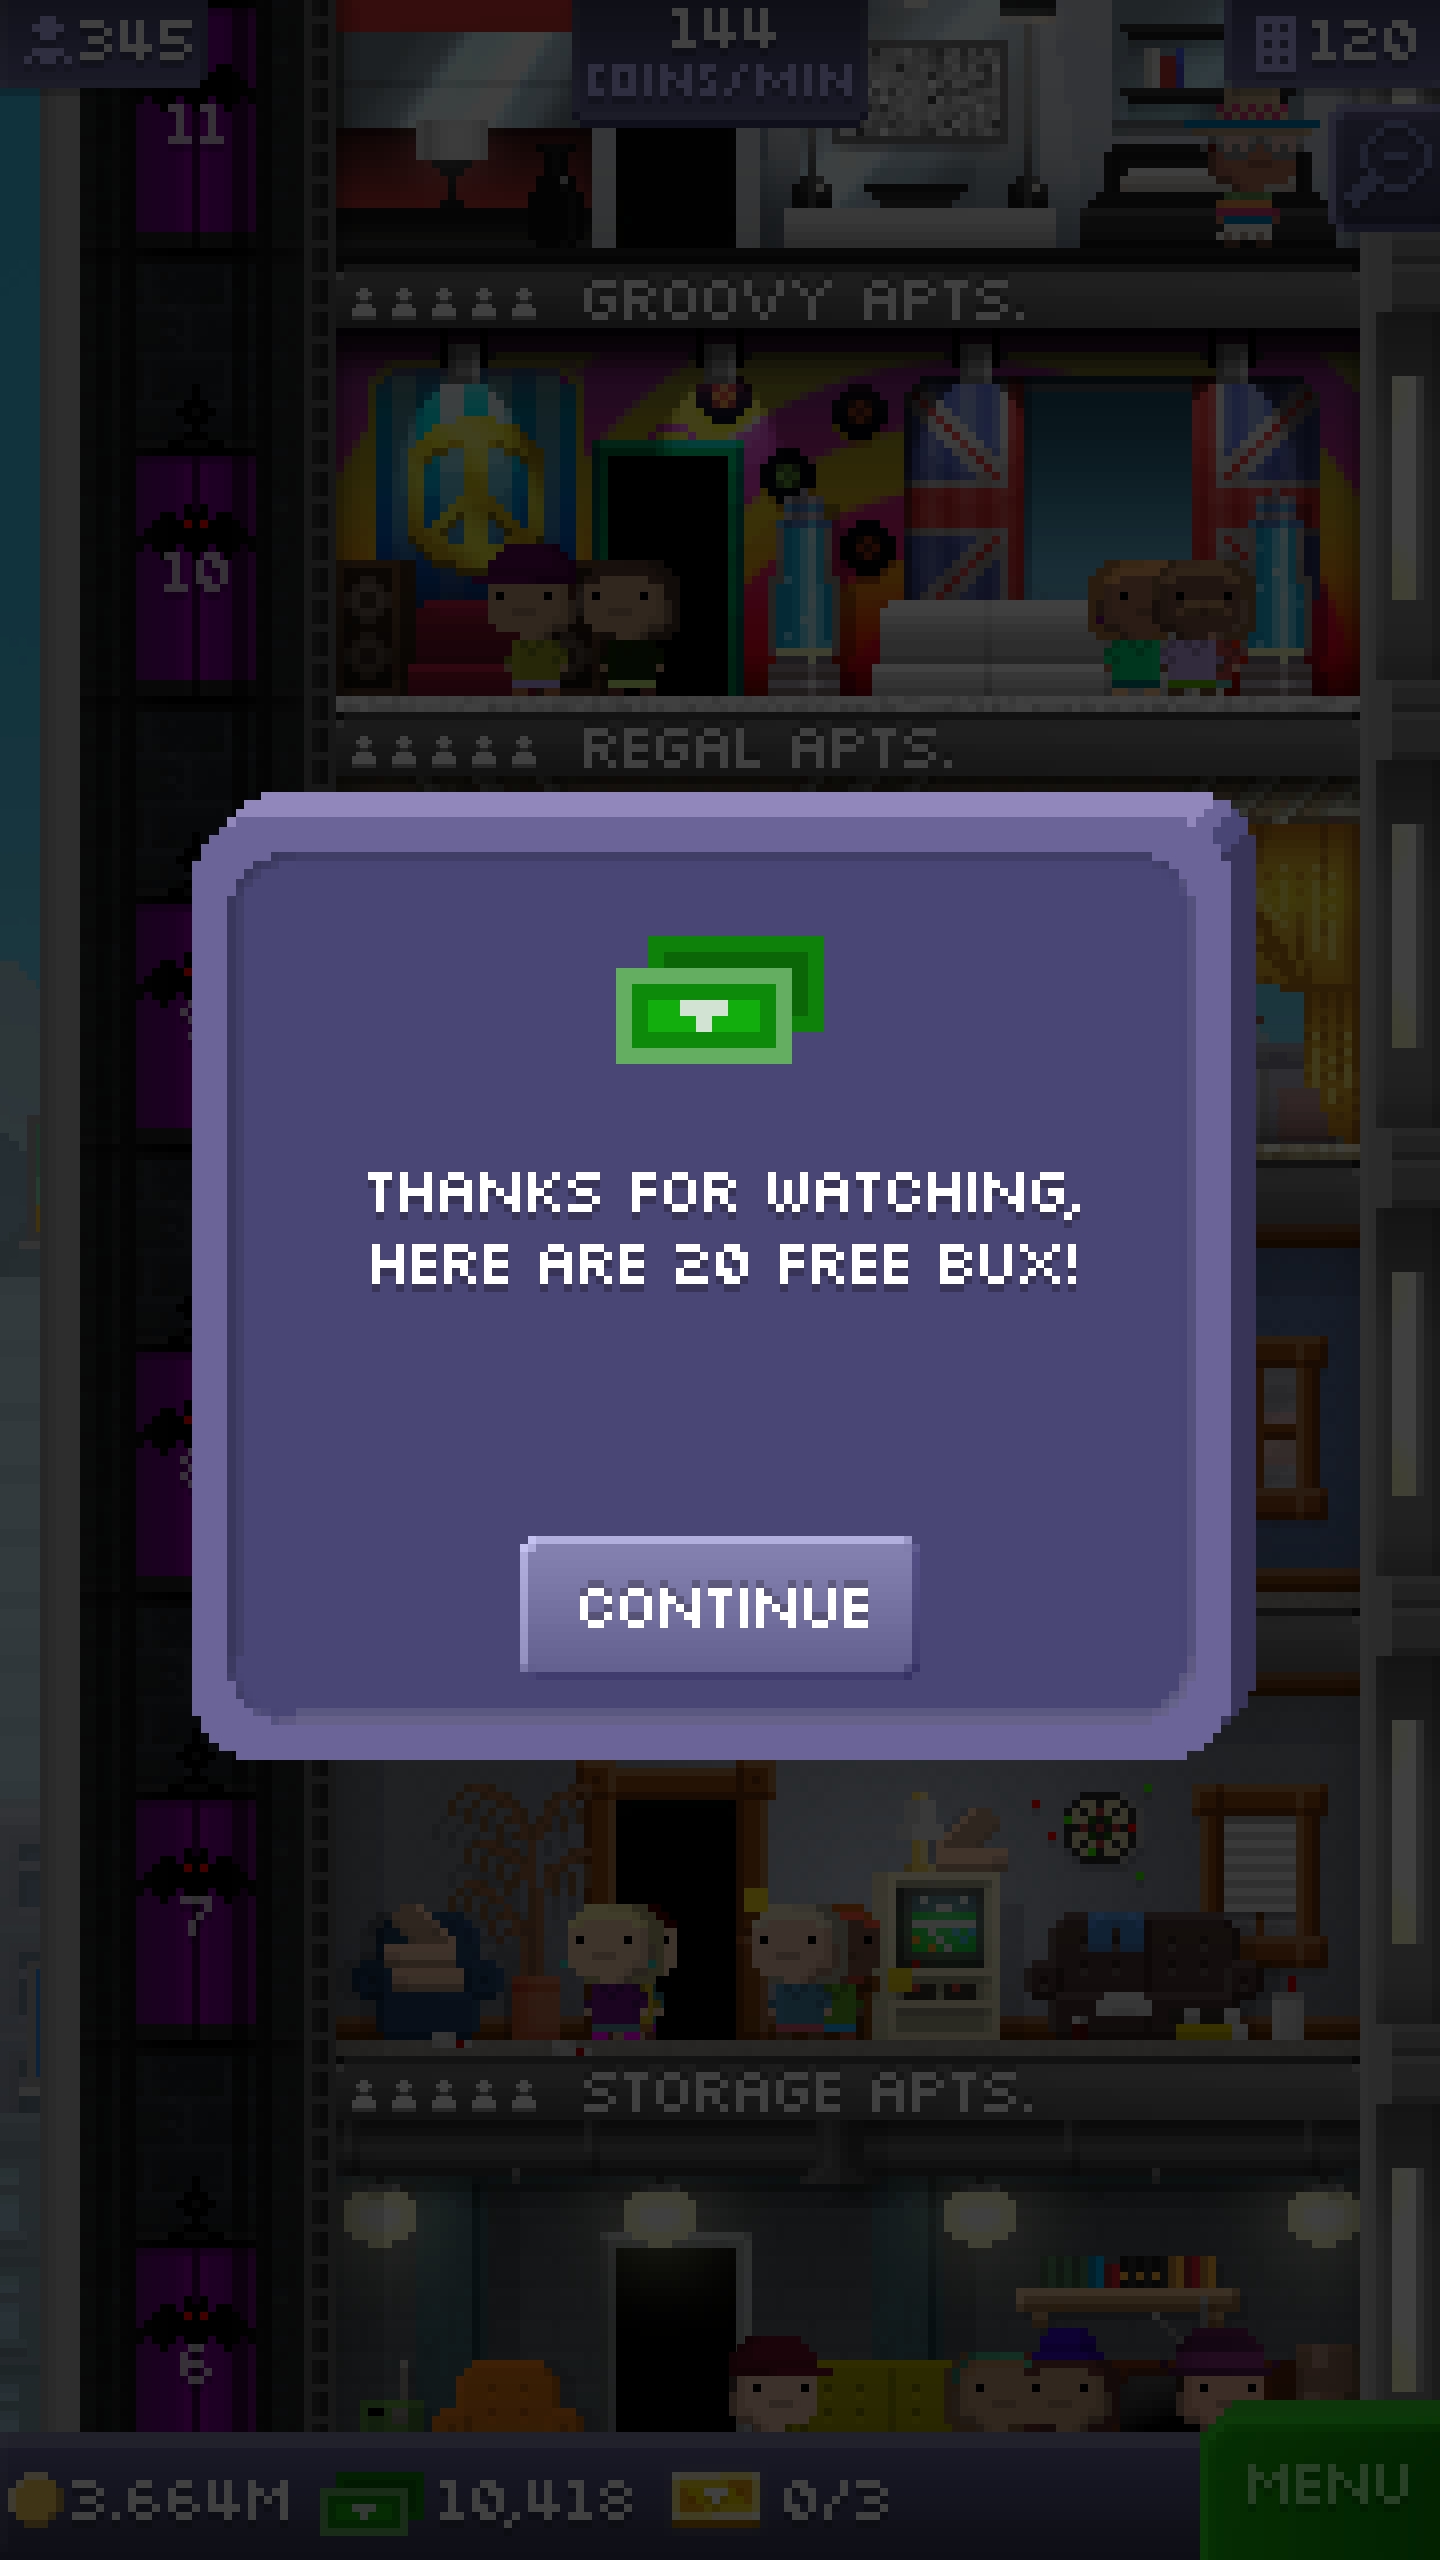 345
144
COINS/MIN
120
11
GROOVY APTS.
10
REGAL APTS.
THANKS FOR WATCHING,
HERE ARE 20 FREE BUX!
CONTINUE
7
STORAGE APTS.
6
3.664M
10,418
0/3
MENU